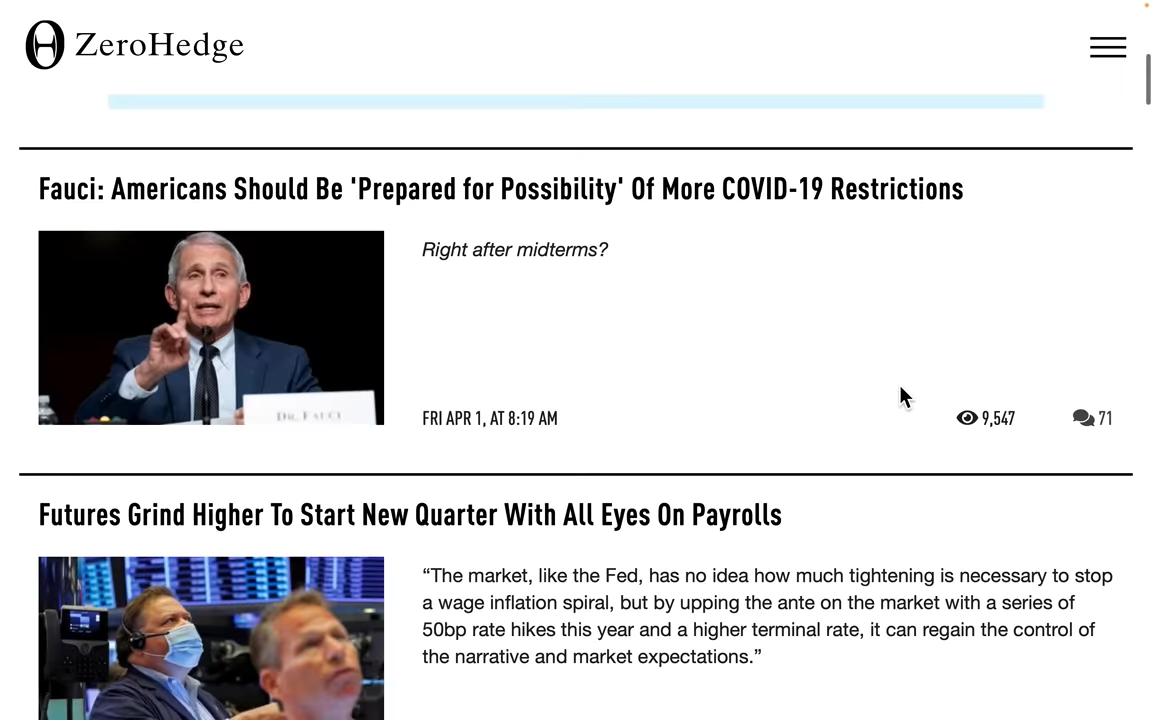 ZeroHedge
Fauci: Americans Should Be 'Prepared for Possibility' Of More COVID-19 Restrictions
Right after midterms?
DR. FAUCI
FRI APR 1, AT 8:19 AM
9,547
71
Futures Grind Higher To Start New Quarter With All Eyes On Payrolls
“The market, like the Fed, has no idea how much tightening is necessary to stop
a wage inflation spiral, but by upping the ante on the market with a series of
50bp rate hikes this year and a higher terminal rate, it can regain the control of
the narrative and market expectations.”